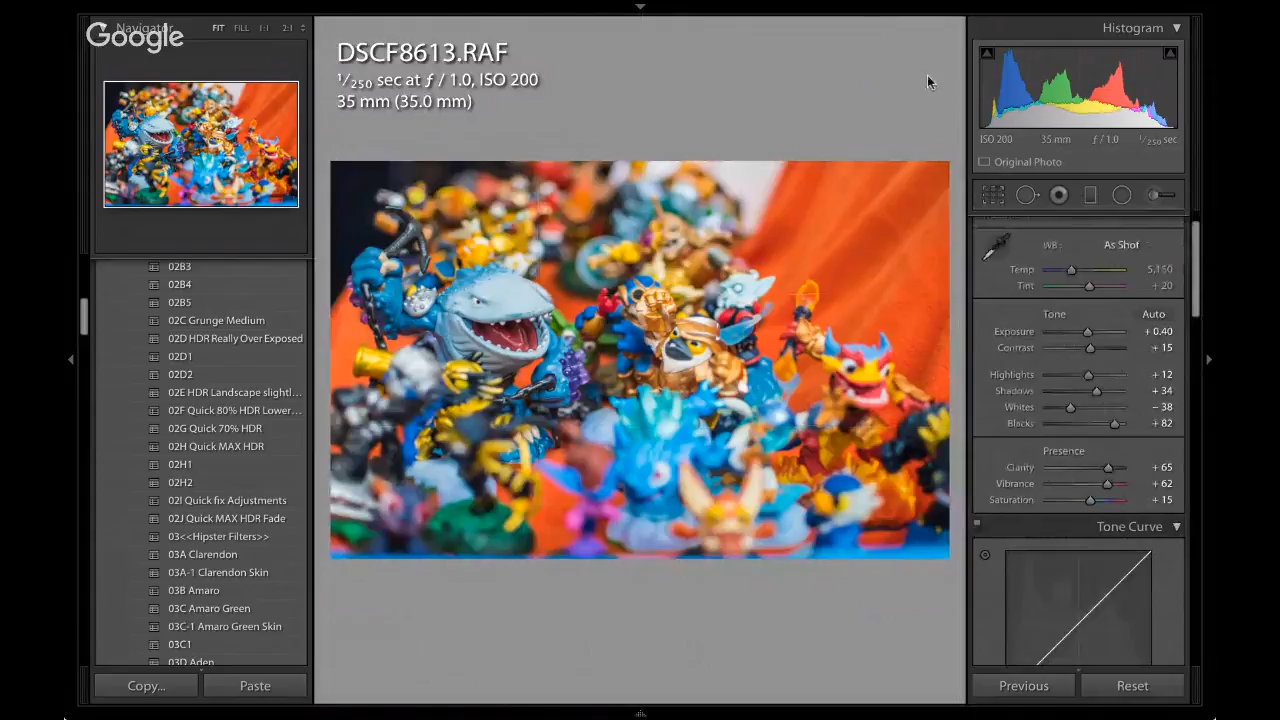 Navigator
FIT FILL 1:1 2:1
Google
02B3
02B4
02B5
02C Grunge Medium
02D HDR Really Over Exposed
02D1
02D2
02E HDR Landscape slightl...
02F Quick 80% HDR Lower...
02G Quick 70% HDR
02H Quick MAX HDR
02H1
02H2
02I Quick fix Adjustments
02J Quick MAX HDR Fade
03<<Hipster Filters>>
03A Clarendon
03A-1 Clarendon Skin
03B Amaro
03C Amaro Green
03C-1 Amaro Green Skin
03C1
03D Aden
Copy...
Paste
DSCF8613.RAF
1/250 sec at ƒ / 1.0, ISO 200
35 mm (35.0 mm)
Histogram
ISO 200 35 mm ƒ / 1.0 1/250 sec
Original Photo
WB: As Shot
Temp 5,150
Tint + 20
Tone Auto
Exposure + 0.40
Contrast + 15
Highlights + 12
Shadows + 34
Whites − 38
Blacks + 82
Presence
Clarity + 65
Vibrance + 62
Saturation + 15
Tone Curve
Previous
Reset